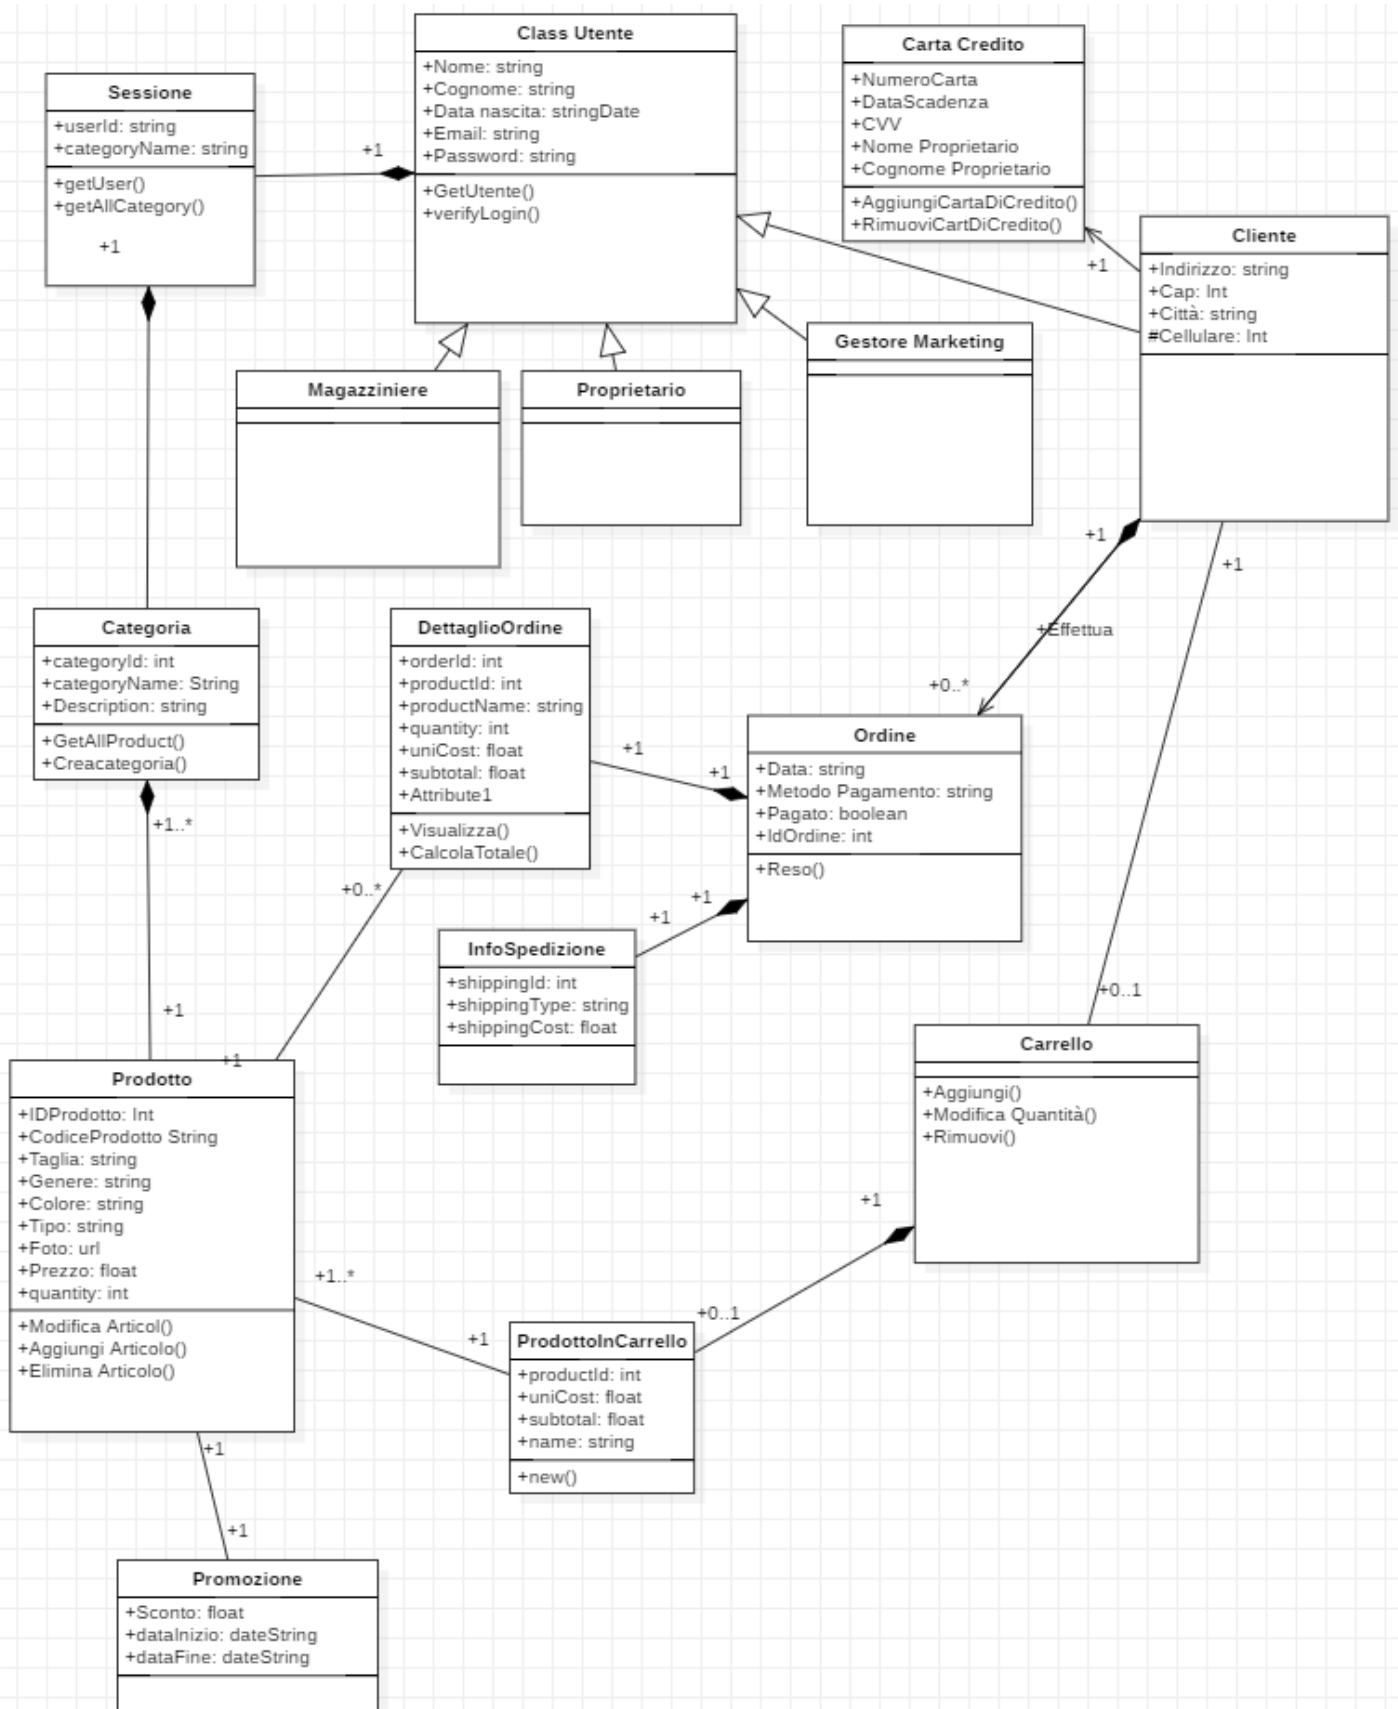 Class Utente
+Nome: string
+Cognome: string
+Data nascita: stringDate
+Email: string
+Password: string
+GetUtente()
+verifyLogin()
Carta Credito
+NumeroCarta
+DataScadenza
+CVV
+Nome Proprietario
+Cognome Proprietario
+AggiungiCartaDiCredito()
+RimuoviCartDiCredito()
Sessione
+userId: string
+categoryName: string
+getUser()
+getAllCategory()
+1
+1
Cliente
+Indirizzo: string
+Cap: Int
+Città: string
#Cellulare: Int
+1
Gestore Marketing
Magazziniere
Proprietario
+1
+1
+Effettua
+0..*
Categoria
+categoryId: int
+categoryName: String
+Description: string
+GetAllProduct()
+Creacategoria()
+1..*
+1
DettaglioOrdine
+orderId: int
+productId: int
+productName: string
+quantity: int
+uniCost: float
+subtotal: float
+Attribute1
+Visualizza()
+CalcolaTotale()
+0..*
+1
+1
+1
Ordine
+Data: string
+Metodo Pagamento: string
+Pagato: boolean
+IdOrdine: int
+Reso()
+1
+1
InfoSpedizione
+shippingId: int
+shippingType: string
+shippingCost: float
+0..1
Carrello
+Aggiungi()
+Modifica Quantità()
+Rimuovi()
+1
+0..1
Prodotto
+IDProdotto: Int
+CodiceProdotto String
+Taglia: string
+Genere: string
+Colore: string
+Tipo: string
+Foto: url
+Prezzo: float
+quantity: int
+Modifica Articol()
+Aggiungi Articolo()
+Elimina Articolo()
+1..*
+1
ProdottoInCarrello
+productId: int
+uniCost: float
+subtotal: float
+name: string
+new()
+1
+1
Promozione
+Sconto: float
+dataInizio: dateString
+dataFine: dateString